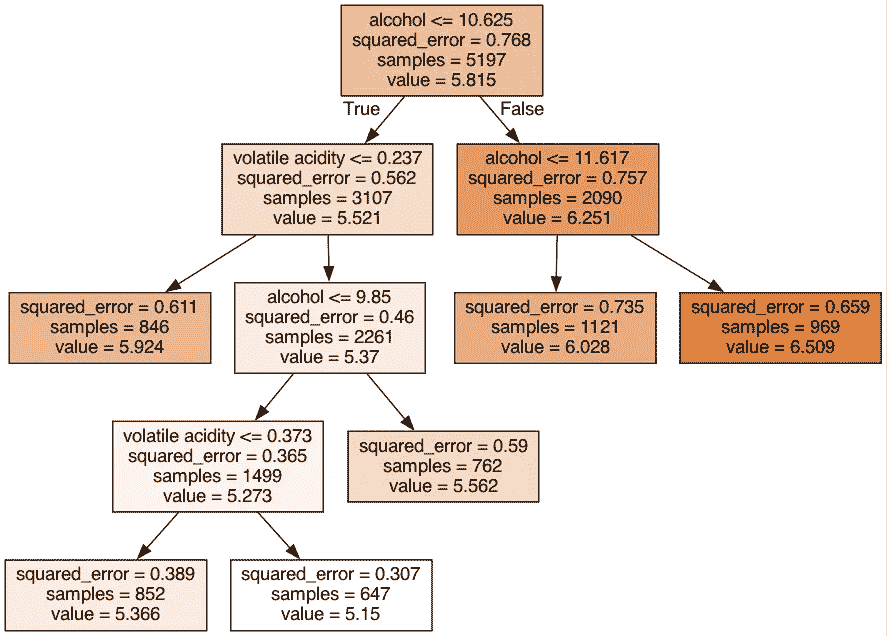 alcohol <= 10.625
squared_error = 0.768
samples = 5197
value = 5.815
True
False
volatile acidity <= 0.237
squared_error = 0.562
samples = 3107
value = 5.521
alcohol <= 11.617
squared_error = 0.757
samples = 2090
value = 6.251
squared_error = 0.611
samples = 846
value = 5.924
alcohol <= 9.85
squared_error = 0.46
samples = 2261
value = 5.37
squared_error = 0.735
samples = 1121
value = 6.028
squared_error = 0.659
samples = 969
value = 6.509
volatile acidity <= 0.373
squared_error = 0.365
samples = 1499
value = 5.273
squared_error = 0.59
samples = 762
value = 5.562
squared_error = 0.389
samples = 852
value = 5.366
squared_error = 0.307
samples = 647
value = 5.15